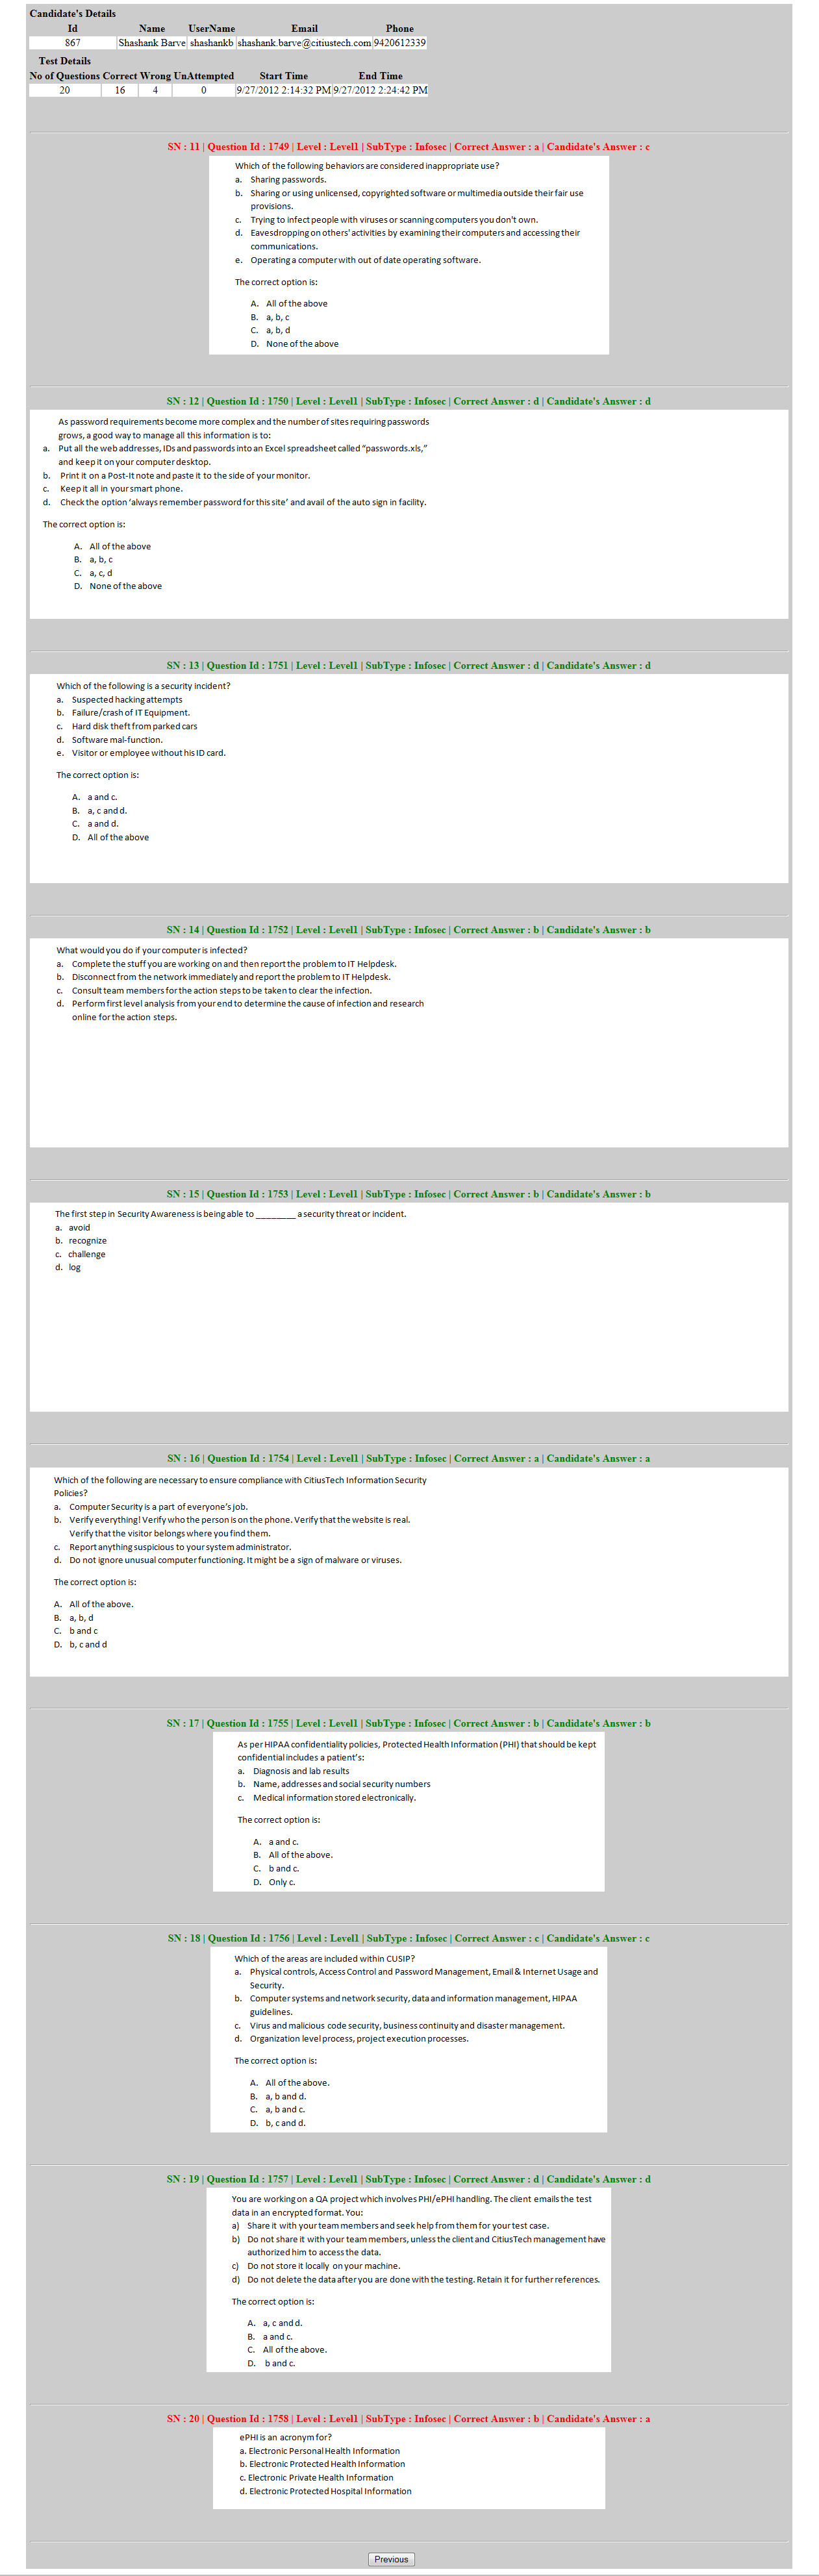 Candidate's Details
Id Name UserName Email Phone
867 Shashank Barve shashankb shashank.barve@citiustech.com 9420612339
Test Details
No of Questions Correct Wrong UnAttempted Start Time End Time
20 16 4 0 9/27/2012 2:14:32 PM 9/27/2012 2:24:42 PM
SN : 11 | Question Id : 1749 | Level : Level1 | SubType : Infosec | Correct Answer : a | Candidate's Answer : c
Which of the following behaviors are considered inappropriate use?
a. Sharing passwords.
b. Sharing or using unlicensed, copyrighted software or multimedia outside their fair use
provisions.
c. Trying to infect people with viruses or scanning computers you don't own.
d. Eavesdropping on others' activities by examining their computers and accessing their
communications.
e. Operating a computer with out of date operating software.
The correct option is:
A. All of the above
B. a, b, c
C. a, b, d
D. None of the above
SN : 12 | Question Id : 1750 | Level : Level1 | SubType : Infosec | Correct Answer : d | Candidate's Answer : d
As password requirements become more complex and the number of sites requiring passwords
grows, a good way to manage all this information is to:
a. Put all the web addresses, IDs and passwords into an Excel spreadsheet called "passwords.xls,"
and keep it on your computer desktop.
b. Print it on a Post-It note and paste it to the side of your monitor.
c. Keep it all in your smart phone.
d. Check the option 'always remember password for this site' and avail of the auto sign in facility.
The correct option is:
A. All of the above
B. a, b, c
C. a, c, d
D. None of the above
SN : 13 | Question Id : 1751 | Level : Level1 | SubType : Infosec | Correct Answer : d | Candidate's Answer : d
Which of the following is a security incident?
a. Suspected hacking attempts
b. Failure/crash of IT Equipment.
c. Hard disk theft from parked cars
d. Software mal-function.
e. Visitor or employee without his ID card.
The correct option is:
A. a and c.
B. a, c and d.
C. a and d.
D. All of the above
SN : 14 | Question Id : 1752 | Level : Level1 | SubType : Infosec | Correct Answer : b | Candidate's Answer : b
What would you do if your computer is infected?
a. Complete the stuff you are working on and then report the problem to IT Helpdesk.
b. Disconnect from the network immediately and report the problem to IT Helpdesk.
c. Consult team members for the action steps to be taken to clear the infection.
d. Perform first level analysis from your end to determine the cause of infection and research
online for the action steps.
SN : 15 | Question Id : 1753 | Level : Level1 | SubType : Infosec | Correct Answer : b | Candidate's Answer : b
The first step in Security Awareness is being able to ________ a security threat or incident.
a. avoid
b. recognize
c. challenge
d. log
SN : 16 | Question Id : 1754 | Level : Level1 | SubType : Infosec | Correct Answer : a | Candidate's Answer : a
Which of the following are necessary to ensure compliance with CitiusTech Information Security
Policies?
a. Computer Security is a part of everyone's job.
b. Verify everything! Verify who the person is on the phone. Verify that the website is real.
Verify that the visitor belongs where you find them.
c. Report anything suspicious to your system administrator.
d. Do not ignore unusual computer functioning. It might be a sign of malware or viruses.
The correct option is:
A. All of the above.
B. a, b, d
C. b and c
D. b, c and d
SN : 17 | Question Id : 1755 | Level : Level1 | SubType : Infosec | Correct Answer : b | Candidate's Answer : b
As per HIPAA confidentiality policies, Protected Health Information (PHI) that should be kept
confidential includes a patient's:
a. Diagnosis and lab results
b. Name, addresses and social security numbers
c. Medical information stored electronically.
The correct option is:
A. a and c.
B. All of the above.
C. b and c.
D. Only c.
SN : 18 | Question Id : 1756 | Level : Level1 | SubType : Infosec | Correct Answer : c | Candidate's Answer : c
Which of the areas are included within CUSIP?
a. Physical controls, Access Control and Password Management, Email & Internet Usage and
Security.
b. Computer systems and network security, data and information management, HIPAA
guidelines.
c. Virus and malicious code security, business continuity and disaster management.
d. Organization level process, project execution processes.
The correct option is:
A. All of the above.
B. a, b and d.
C. a, b and c.
D. b, c and d.
SN : 19 | Question Id : 1757 | Level : Level1 | SubType : Infosec | Correct Answer : d | Candidate's Answer : d
You are working on a QA project which involves PHI/ePHI handling. The client emails the test
data in an encrypted format. You:
a) Share it with your team members and seek help from them for your test case.
b) Do not share it with your team members, unless the client and CitiusTech management have
authorized him to access the data.
c) Do not store it locally on your machine.
d) Do not delete the data after you are done with the testing. Retain it for further references.
The correct option is:
A. a, c and d.
B. a and c.
C. All of the above.
D. b and c.
SN : 20 | Question Id : 1758 | Level : Level1 | SubType : Infosec | Correct Answer : b | Candidate's Answer : a
ePHI is an acronym for?
a. Electronic Personal Health Information
b. Electronic Protected Health Information
c. Electronic Private Health Information
d. Electronic Protected Hospital Information
Previous